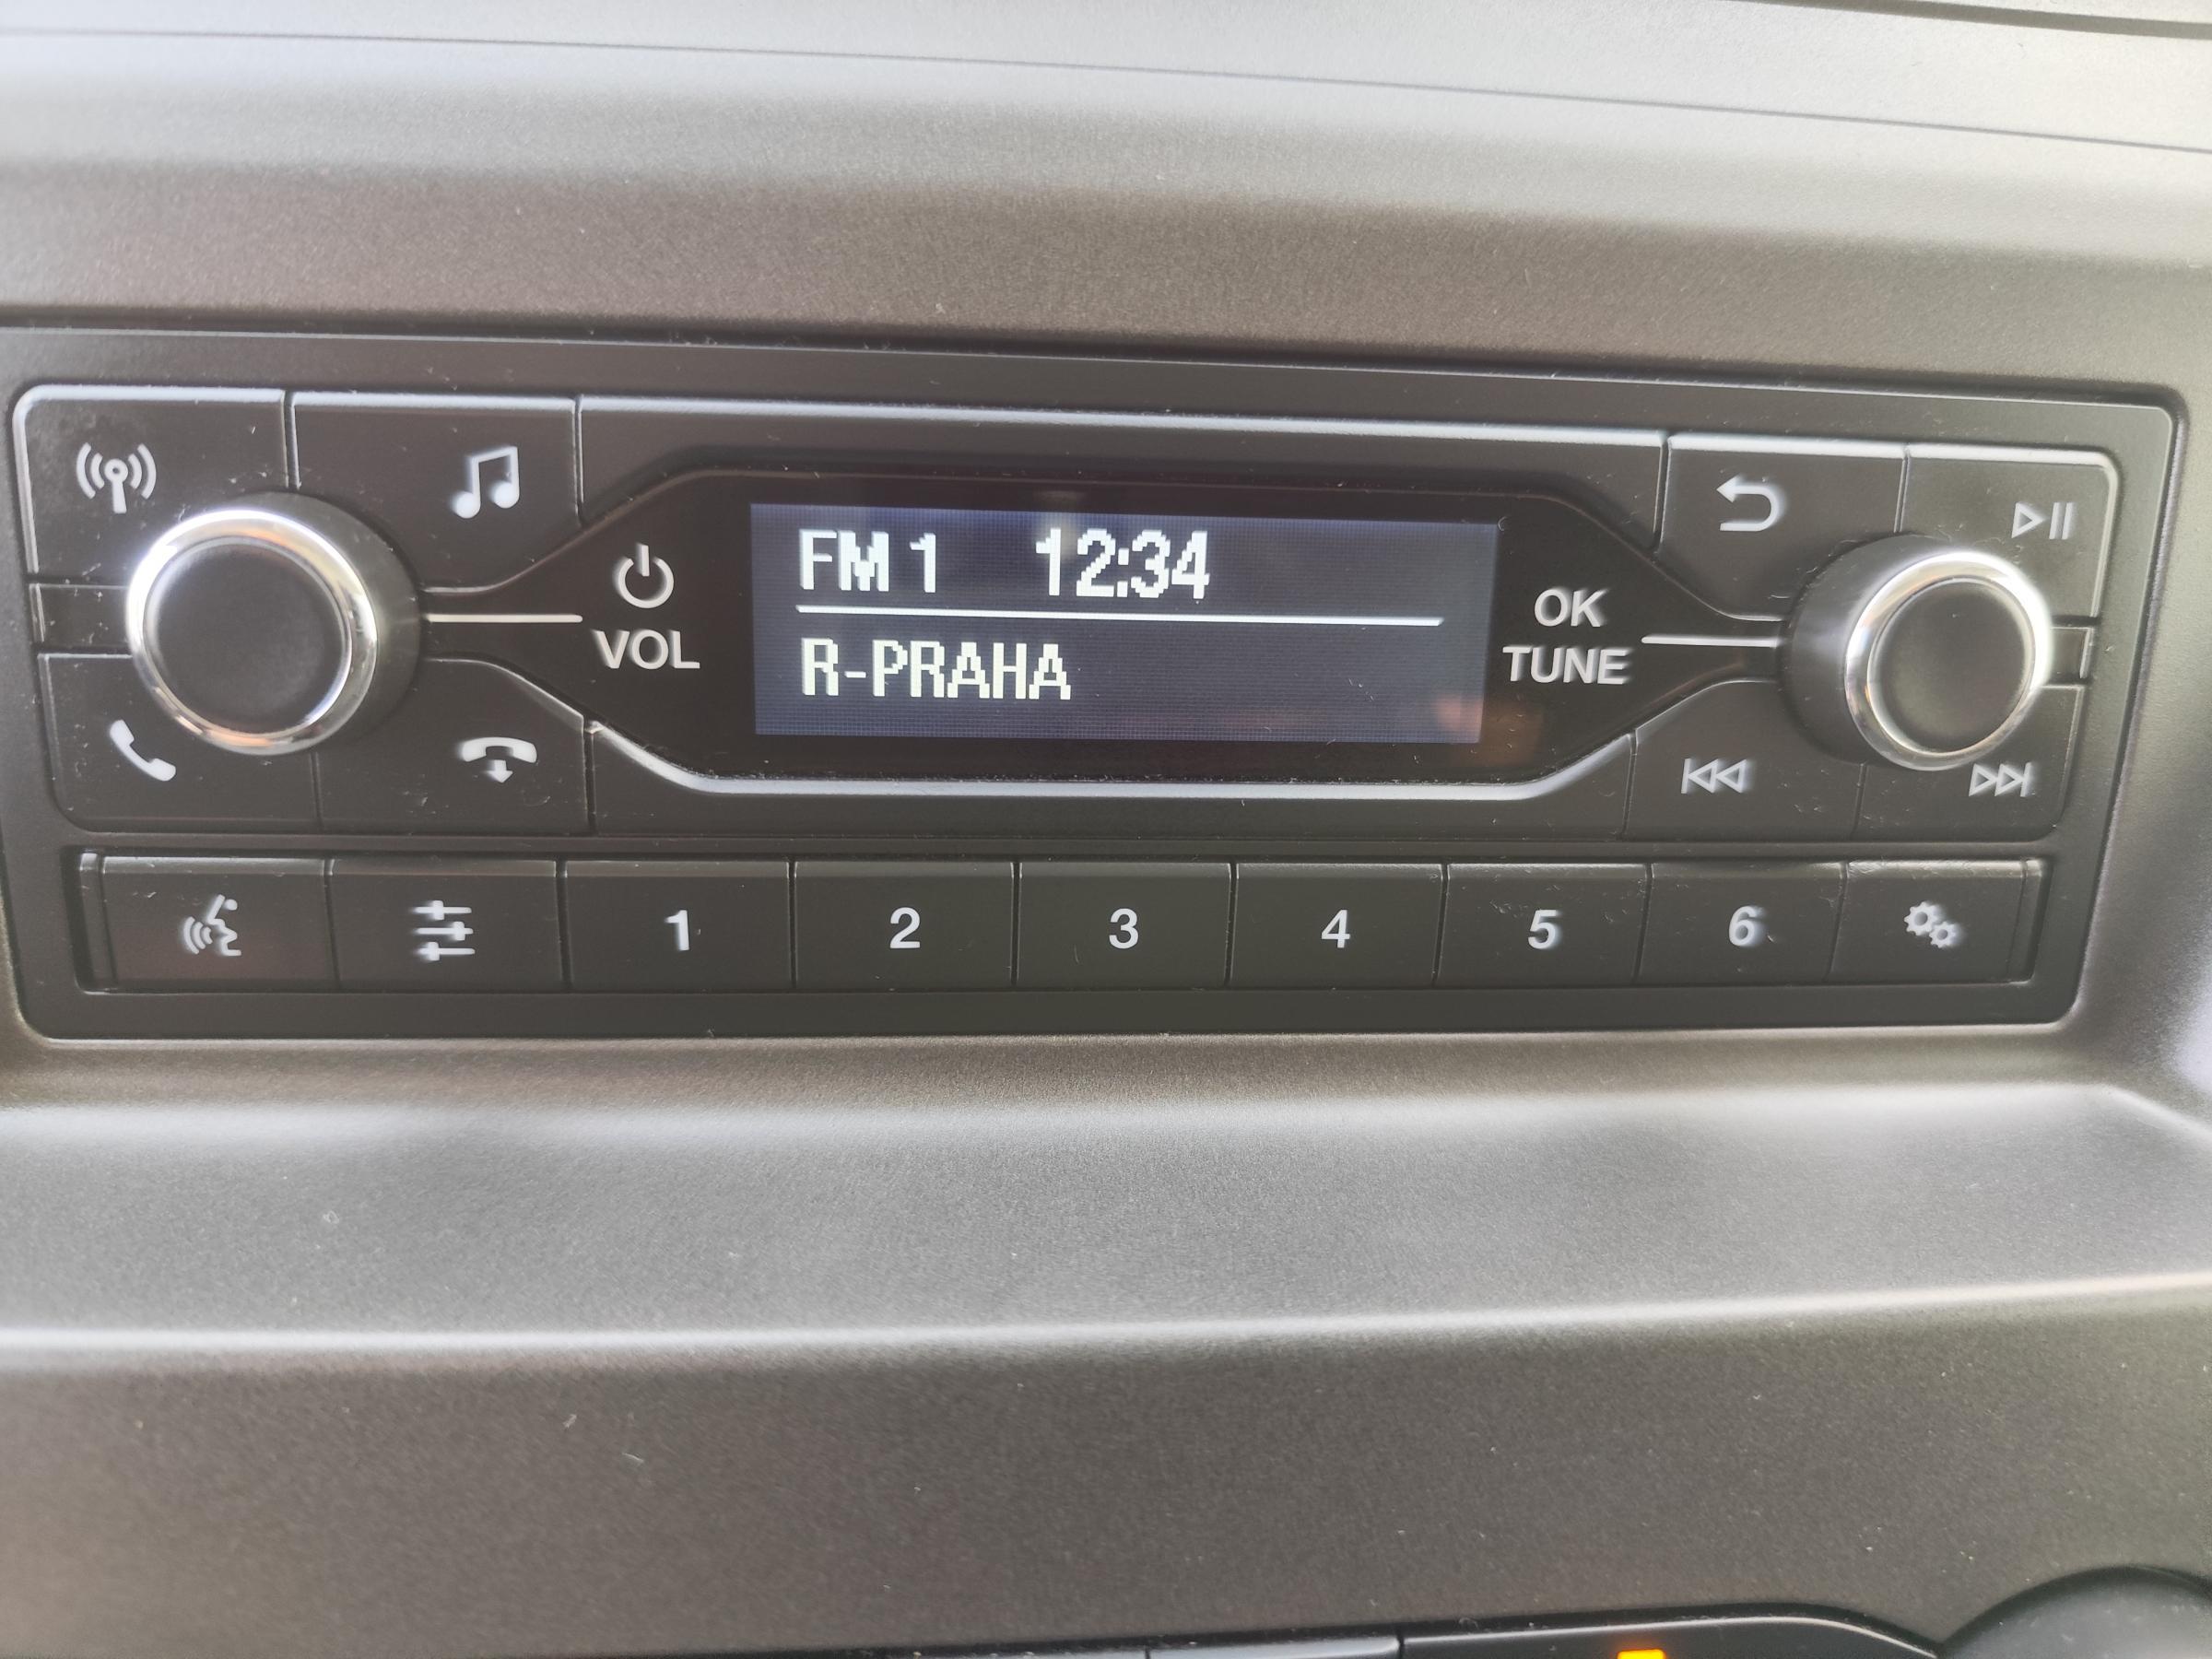 FM 1 12:34
R-PRAHA
VOL
OK
TUNE
1 2 3 4 5 6